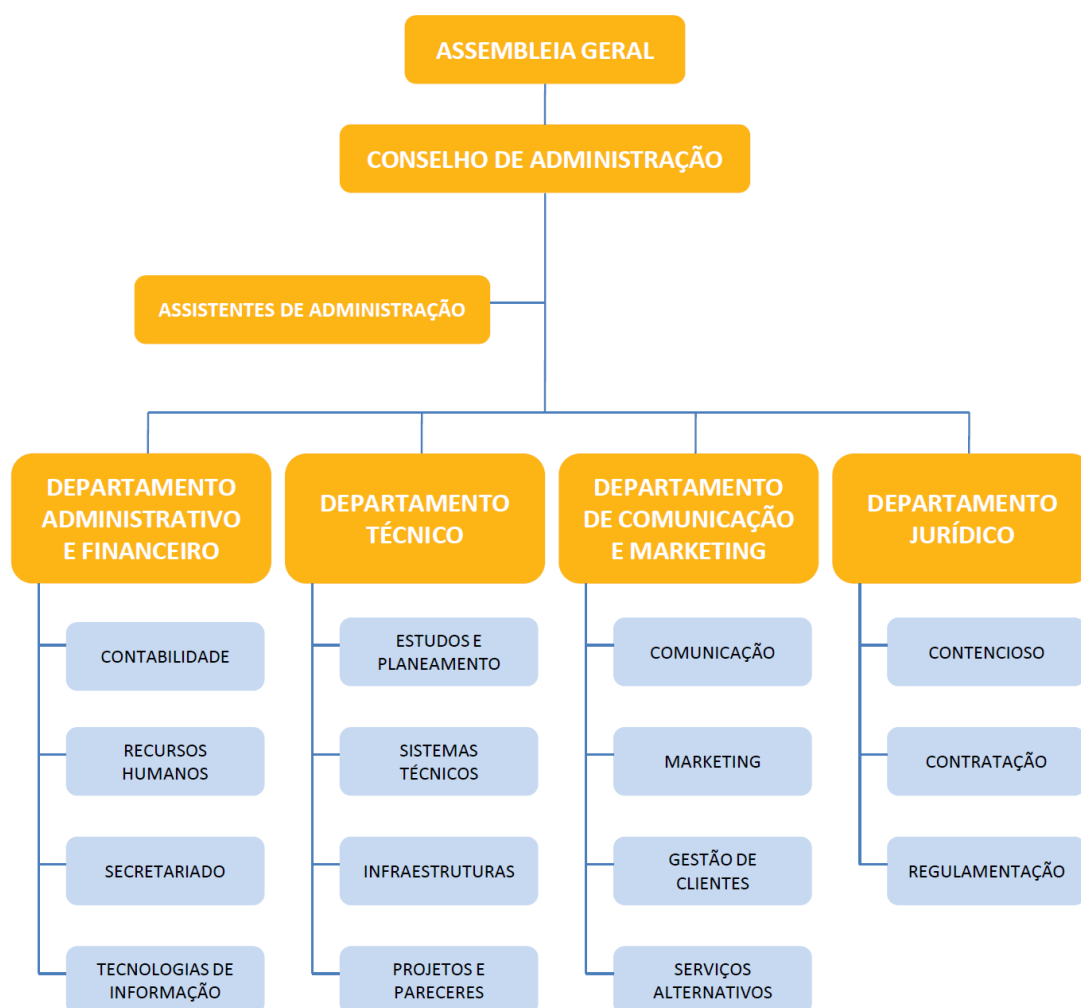 ASSEMBLEIA GERAL
CONSELHO DE ADMINISTRAÇÃO
ASSISTENTES DE ADMINISTRAÇÃO
DEPARTAMENTO
ADMINISTRATIVO
E FINANCEIRO
DEPARTAMENTO
TÉCNICO
DEPARTAMENTO
DE COMUNICAÇÃO
E MARKETING
DEPARTAMENTO
JURÍDICO
CONTABILIDADE
RECURSOS
HUMANOS
SECRETARIADO
TECNOLOGIAS DE
INFORMAÇÃO
ESTUDOS E
PLANEAMENTO
SISTEMAS
TÉCNICOS
INFRAESTRUTURAS
PROJETOS E
PARECERES
COMUNICAÇÃO
MARKETING
GESTÃO DE
CLIENTES
SERVIÇOS
ALTERNATIVOS
CONTENCIOSO
CONTRATAÇÃO
REGULAMENTAÇÃO